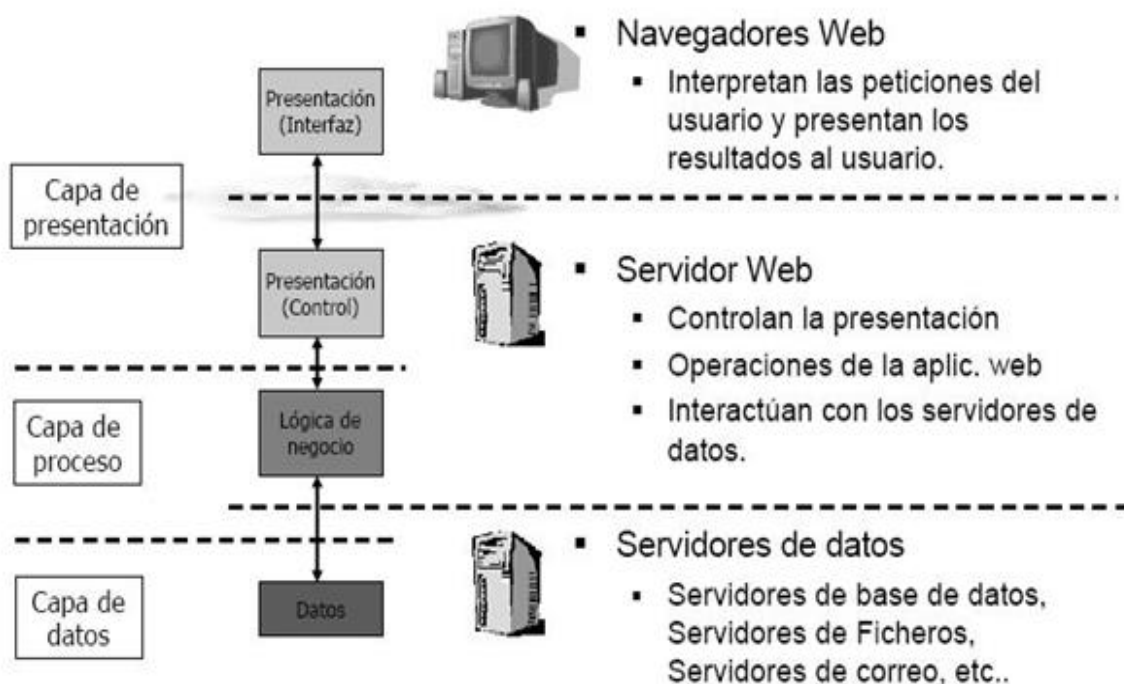 ▪ Navegadores Web
▪ Interpretan las peticiones del
usuario y presentan los
resultados al usuario.
Presentación
(Interfaz)
Capa de
presentación
Presentación
(Control)
▪ Servidor Web
▪ Controlan la presentación
▪ Operaciones de la aplic. web
▪ Interactúan con los servidores de
datos.
Capa de
proceso
Lógica de
negocio
▪ Servidores de datos
▪ Servidores de base de datos,
Servidores de Ficheros,
Servidores de correo, etc..
Capa de
datos
Datos